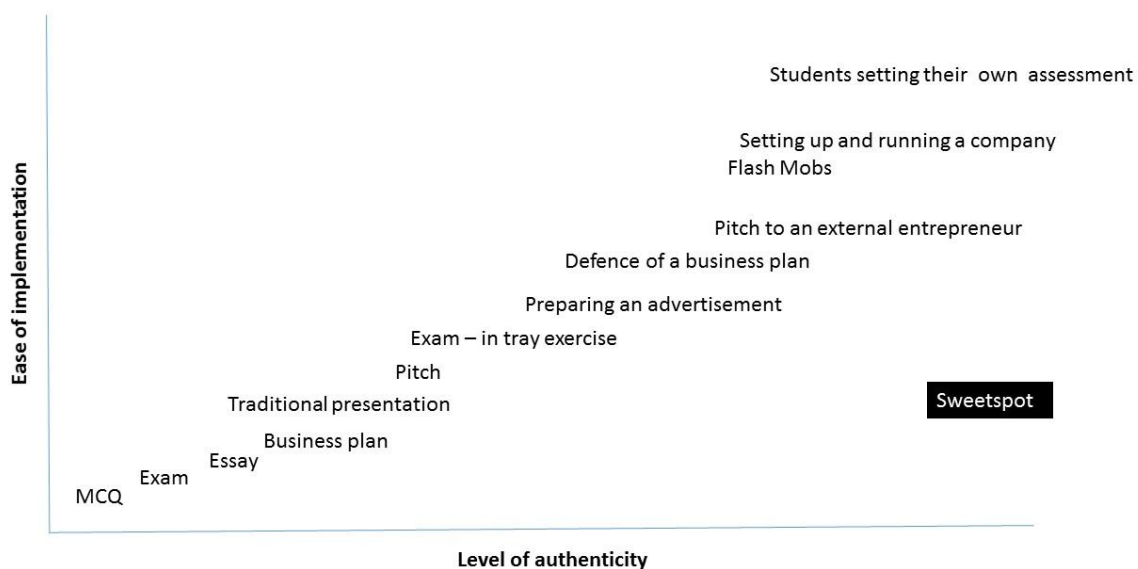 Students setting their own assessment
Setting up and running a company
Flash Mobs
Pitch to an external entrepreneur
Defence of a business plan
Preparing an advertisement
Exam – in tray exercise
Pitch
Traditional presentation
Sweetspot
Business plan
Essay
Exam
MCQ
Ease of implementation
Level of authenticity